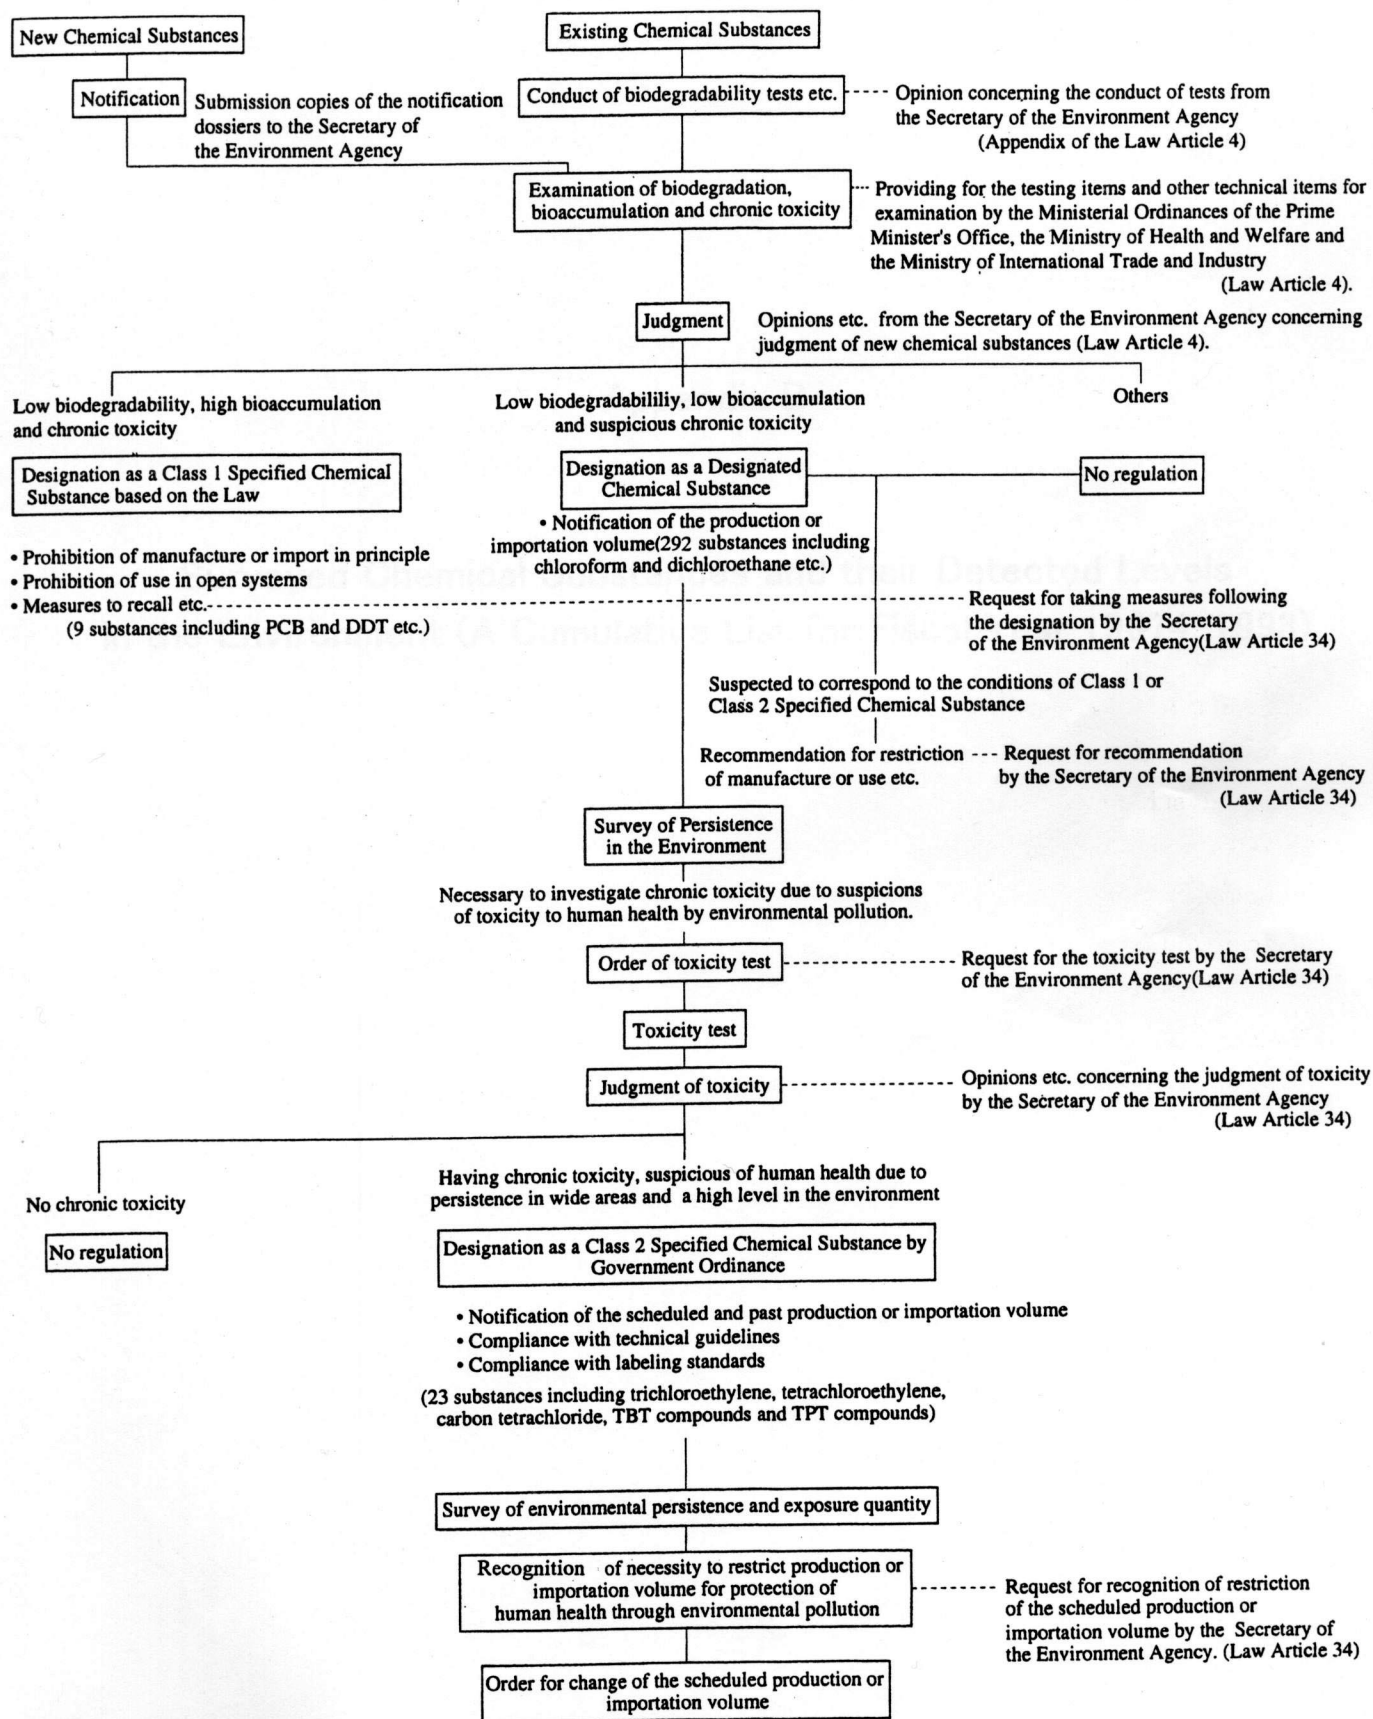 New Chemical Substances
Existing Chemical Substances
Notification
Submission copies of the notification
dossiers to the Secretary of
the Environment Agency
Conduct of biodegradability tests etc.
Opinion concerning the conduct of tests from
the Secretary of the Environment Agency
(Appendix of the Law Article 4)
Examination of biodegradation,
bioaccumulation and chronic toxicity
Providing for the testing items and other technical items for
examination by the Ministerial Ordinances of the Prime
Minister's Office, the Ministry of Health and Welfare and
the Ministry of International Trade and Industry
(Law Article 4).
Judgment
Opinions etc. from the Secretary of the Environment Agency concerning
judgment of new chemical substances (Law Article 4).
Low biodegradability, high bioaccumulation
and chronic toxicity
Low biodegradabililiy, low bioaccumulation
and suspicious chronic toxicity
Others
Designation as a Class 1 Specified Chemical
Substance based on the Law
Designation as a Designated
Chemical Substance
No regulation
• Notification of the production or
importation volume(292 substances including
chloroform and dichloroethane etc.)
• Prohibition of manufacture or import in principle
• Prohibition of use in open systems
• Measures to recall etc.
(9 substances including PCB and DDT etc.)
Request for taking measures following
the designation by the Secretary
of the Environment Agency(Law Article 34)
Suspected to correspond to the conditions of Class 1 or
Class 2 Specified Chemical Substance
Recommendation for restriction
of manufacture or use etc.
Request for recommendation
by the Secretary of the Environment Agency
(Law Article 34)
Survey of Persistence
in the Environment
Necessary to investigate chronic toxicity due to suspicions
of toxicity to human health by environmental pollution.
Order of toxicity test
Request for the toxicity test by the Secretary
of the Environment Agency(Law Article 34)
Toxicity test
Judgment of toxicity
Opinions etc. concerning the judgment of toxicity
by the Secretary of the Environment Agency
(Law Article 34)
No chronic toxicity
No regulation
Having chronic toxicity, suspicious of human health due to
persistence in wide areas and a high level in the environment
Designation as a Class 2 Specified Chemical Substance by
Government Ordinance
• Notification of the scheduled and past production or importation volume
• Compliance with technical guidelines
• Compliance with labeling standards
(23 substances including trichloroethylene, tetrachloroethylene,
carbon tetrachloride, TBT compounds and TPT compounds)
Survey of environmental persistence and exposure quantity
Recognition of necessity to restrict production or
importation volume for protection of
human health through environmental pollution
Request for recognition of restriction
of the scheduled production or
importation volume by the Secretary of
the Environment Agency. (Law Article 34)
Order for change of the scheduled production or
importation volume